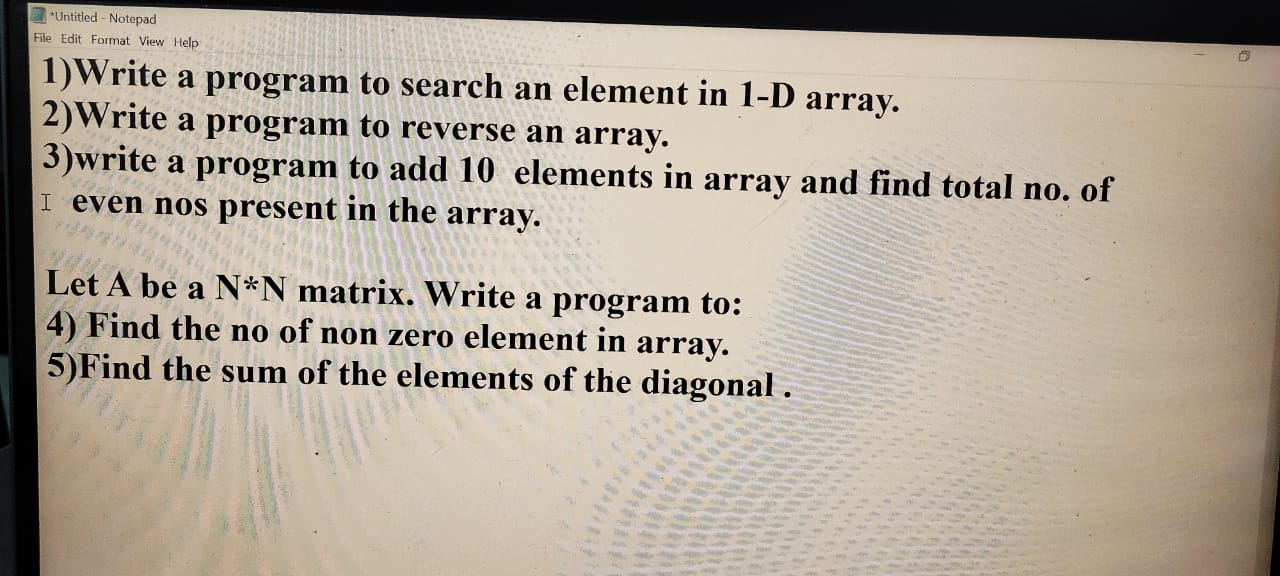 *Untitled - Notepad
File Edit Format View Help
1)Write a program to search an element in 1-D array.
2)Write a program to reverse an array.
3)write a program to add 10 elements in array and find total no. of
even nos present in the array.
Let A be a N*N matrix. Write a program to:
4) Find the no of non zero element in array.
5)Find the sum of the elements of the diagonal .